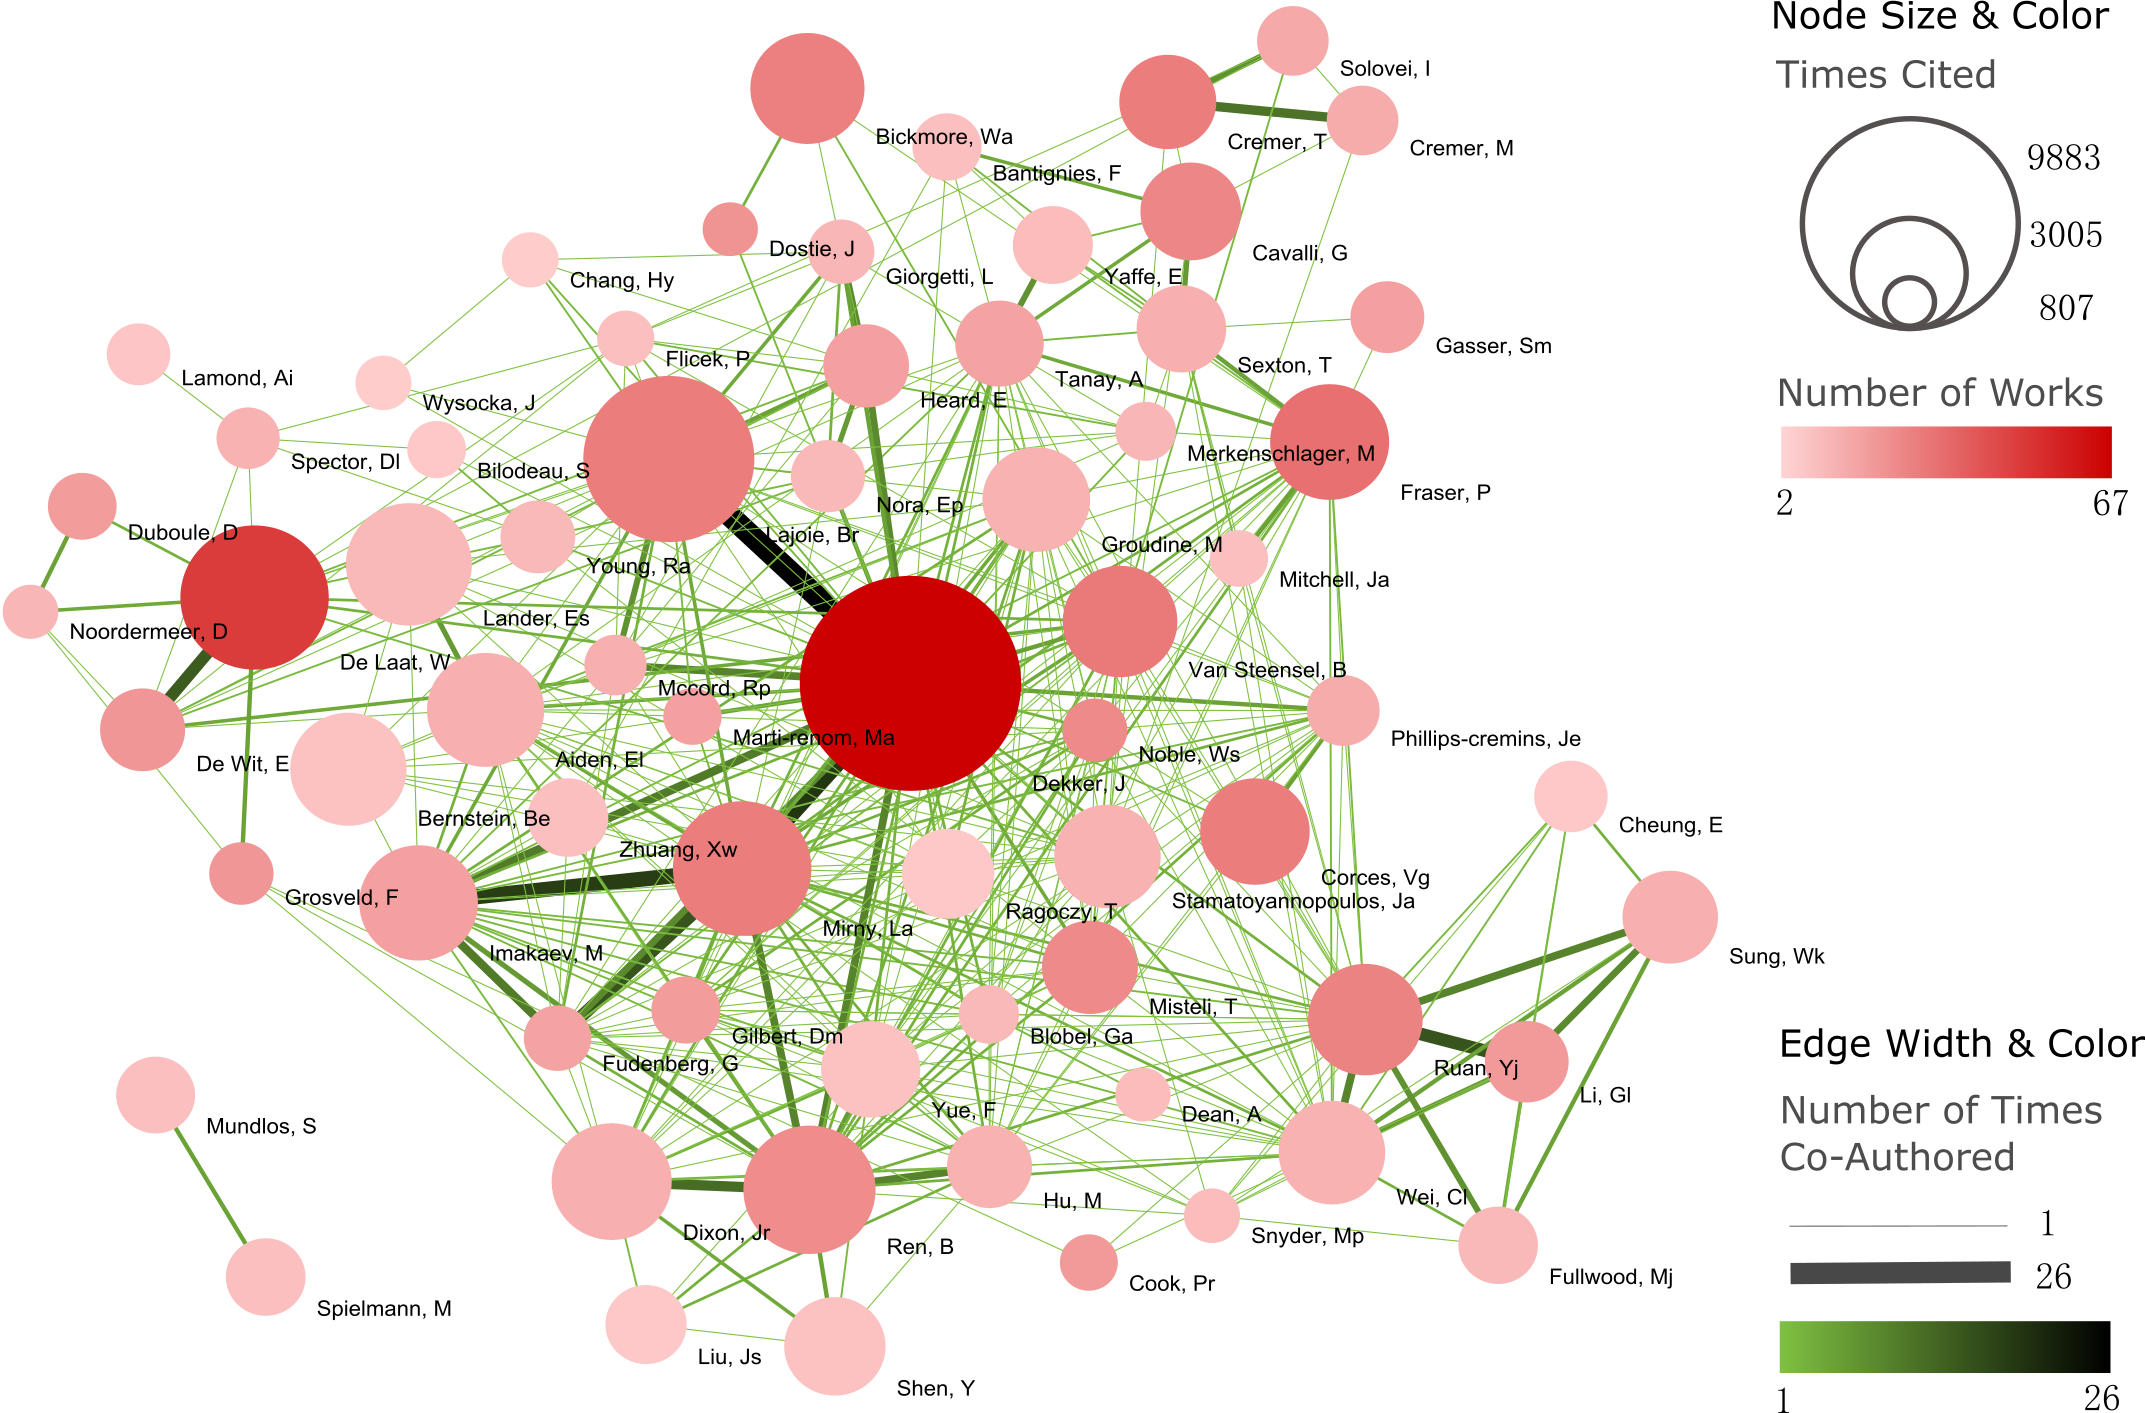 Node Size & Color
Solovei, I
Times Cited
Bickmore, Wa
Cremer, T
Cremer, M
9883
Bantignies, F
3005
Dostie, J
Cavalli, G
Chang, Hy
Giorgetti, L
Yaffe, E
807
Gasser, Sm
Flicek, P
Sexton, T
Lamond, Ai
Tanay, A
Number of Works
Wysocka, J
Heard, E
Merkenschlager, M
Spector, Dl
Bilodeau, S
Fraser, P
2
67
Nora, Ep
Duboule, D
Lajoie, Br
Groudine, M
Young, Ra
Mitchell, Ja
Lander, Es
Noordermeer, D
De Laat, W
Van Steensel, B
Mccord, Rp
Marti-renom, Ma
Phillips-cremins, Je
Noble, Ws
De Wit, E
Aiden, El
Dekker, J
Bernstein, Be
Cheung, E
Zhuang, Xw
Corces, Vg
Grosveld, F
Stamatoyannopoulos, Ja
Ragoczy, T
Mirny, La
Imakaev, M
Sung, Wk
Misteli, T
Gilbert, Dm
Blobel, Ga
Edge Width & Color
Fudenberg, G
Ruan, Yj
Li, Gl
Number of Times
Co-Authored
Yue, F
Dean, A
Mundlos, S
Hu, M
Wei, Cl
1
Dixon, Jr
Ren, B
Snyder, Mp
26
Cook, Pr
Fullwood, Mj
Spielmann, M
Liu, Js
Shen, Y
1
26